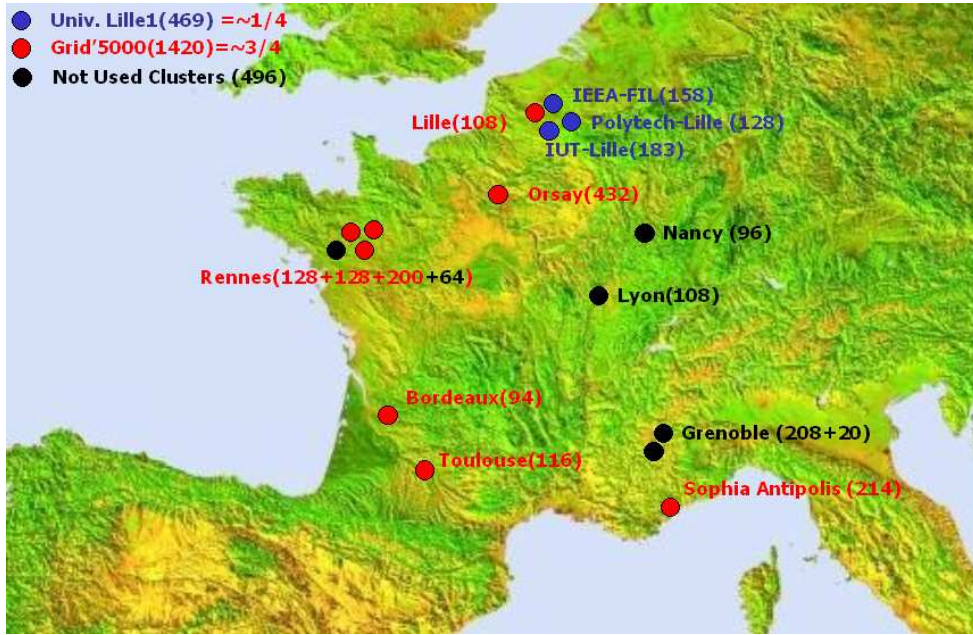 Univ. Lille1(469) =~1/4
Grid'5000(1420)=~3/4
Not Used Clusters (496)
IEEA-FIL(158)
Lille(108)
Polytech-Lille (128)
IUT-Lille(183)
Orsay(432)
Nancy (96)
Rennes(128+128+200+64)
Lyon(108)
Bordeaux(94)
Grenoble (208+20)
Toulouse(116)
Sophia Antipolis (214)